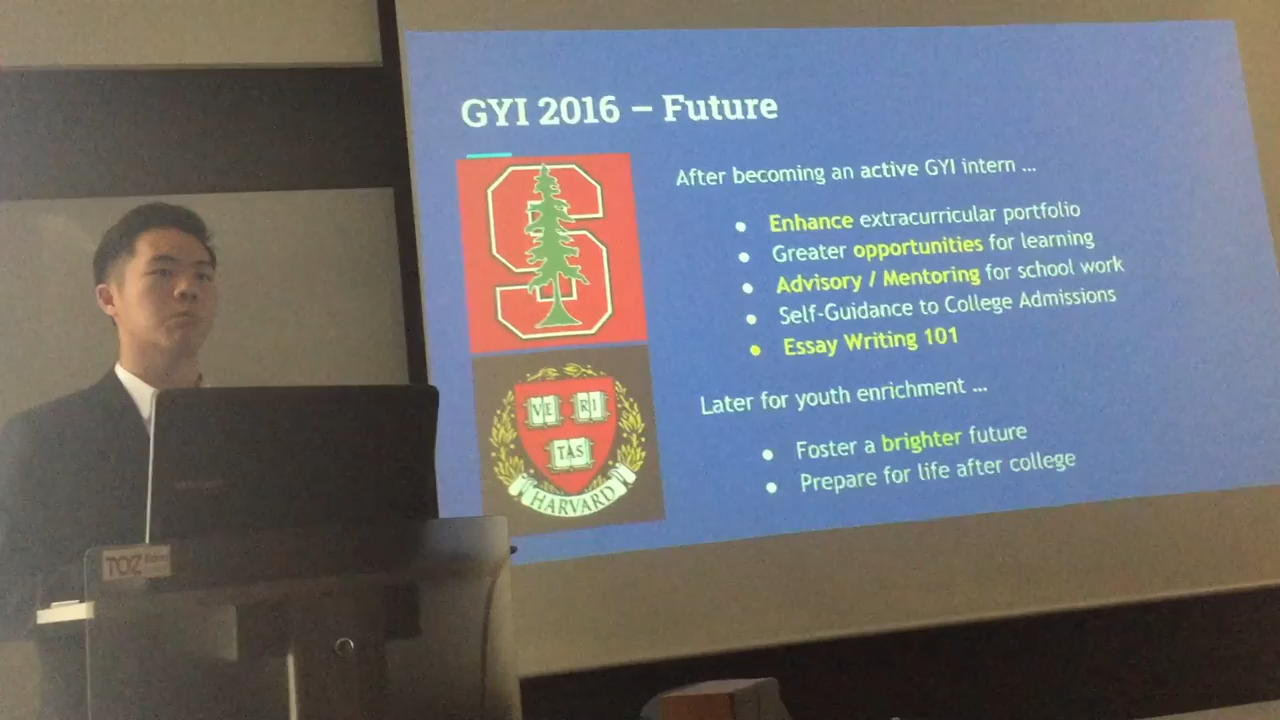 GYI 2016 – Future
After becoming an active GYI intern ...
● Enhance extracurricular portfolio
● Greater opportunities for learning
● Advisory / Mentoring for school work
● Self-Guidance to College Admissions
● Essay Writing 101
Later for youth enrichment ...
● Foster a brighter future
● Prepare for life after college
S
VE RI
TAS
HARVARD
TOZ